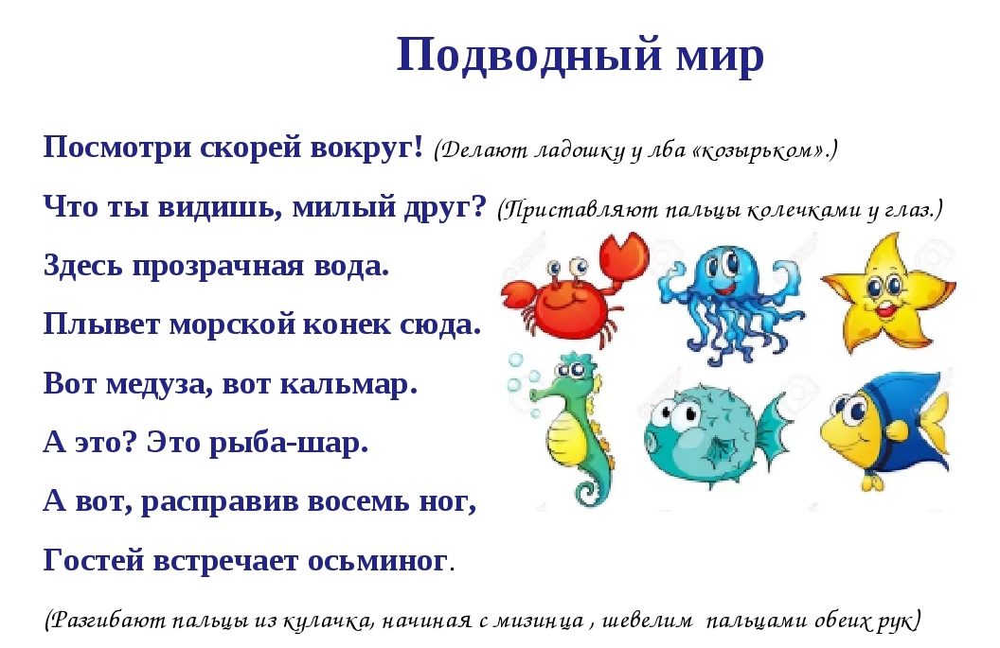 Подводный мир
Посмотри скорей вокруг! (Делают ладошку у лба «козырьком».)
Что ты видишь, милый друг? (Приставляют пальцы колечками у глаз.)
Здесь прозрачная вода.
Плывет морской конек сюда.
Вот медуза, вот кальмар.
А это? Это рыба-шар.
А вот, расправив восемь ног,
Гостей встречает осьминог.
(Разгибают пальцы из кулачка, начиная с мизинца , шевелим пальцами обеих рук)